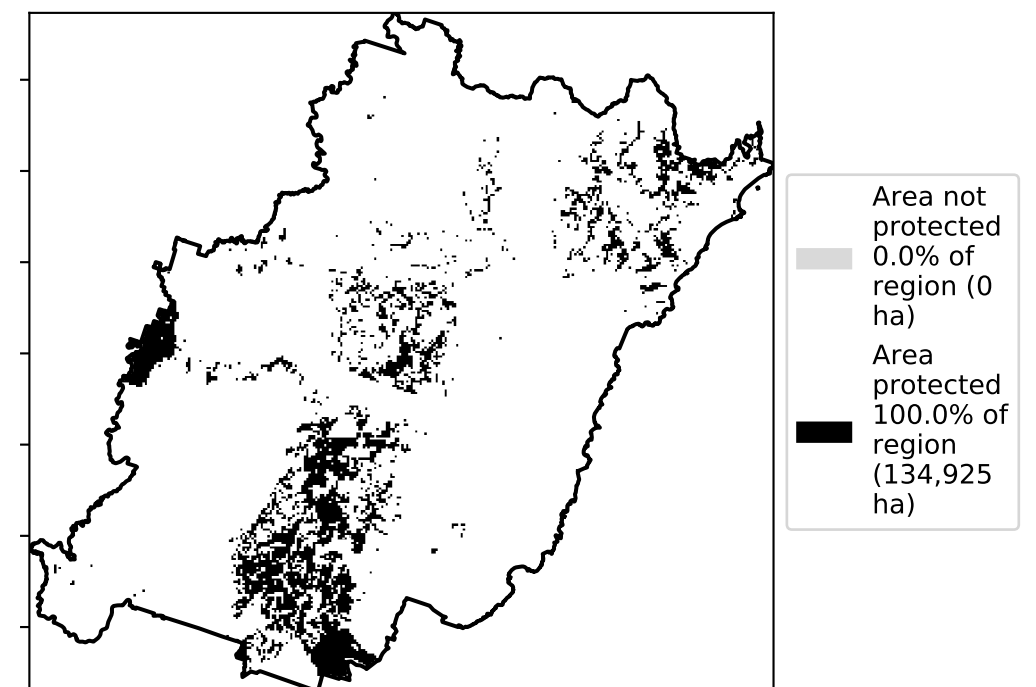 Area not
protected
0.0% of
region (0
ha)
Area
protected
100.0% of
region
(134,925
ha)